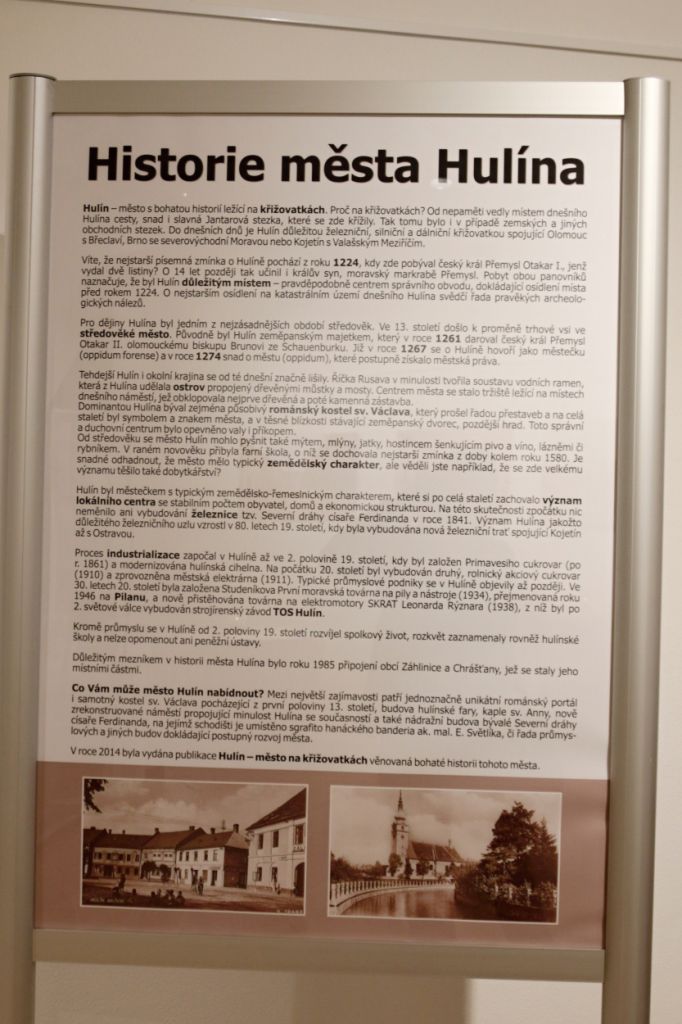 Historie města Hulína
Hulín – město s bohatou historií ležící na křižovatkách. Proč na křižovatkách? Od nepaměti vedly místem dnešního
Hulína cesty, snad i slavná Jantarová stezka, které se zde křížily. Tak tomu bylo i v případě zemských a jiných
obchodních stezek. Do dnešních dnů je Hulín důležitou železniční, silniční a dálniční křižovatkou spojující Olomouc
s Břeclaví, Brno se severovýchodní Moravou nebo Kojetín s Valašským Meziříčím.
Víte, že nejstarší písemná zmínka o Hulíně pochází z roku 1224, kdy zde pobýval český král Přemysl Otakar I., jenž
vydal dvě listiny? O 14 let později tak učinil i králův syn, moravský markrabě Přemysl. Pobyt obou panovníků
naznačuje, že byl Hulín důležitým místem – pravděpodobně centrem správního obvodu, dokládající osídlení místa
před rokem 1224. O nejstarším osídlení na katastrálním území dnešního Hulína svědčí řada pravěkých archeolo-
gických nálezů.
Pro dějiny Hulína byl jedním z nejzásadnějších období středověk. Ve 13. století došlo k proměně trhové vsi ve
středověké město. Původně byl Hulín zeměpanským majetkem, který v roce 1261 daroval český král Přemysl
Otakar II. olomouckému biskupu Brunovi ze Schauenburku. Již v roce 1267 se o Hulíně hovoří jako městečku
(oppidum forense) a v roce 1274 snad o městu (oppidum), které postupně získalo městská práva.
Tehdejší Hulín i okolní krajina se od té dnešní značně lišily. Říčka Rusava v minulosti tvořila soustavu vodních ramen,
která z Hulína udělala ostrov propojený dřevěnými můstky a mosty. Centrem města se stalo tržiště ležící na místech
dnešního náměstí, jež obklopovala nejprve dřevěná a poté kamenná zástavba.
Dominantou Hulína býval zejména působivý románský kostel sv. Václava, který prošel řadou přestaveb a na celá
staletí byl symbolem a znakem města, a v těsné blízkosti stávající zeměpanský dvorec, pozdější hrad. Toto správní
a duchovní centrum bylo opevněno valy i příkopem.
Od středověku se město Hulín mohlo pyšnit také mýtem, mlýny, jatky, hostincem šenkujícím pivo a víno, lázněmi či
rybníkem. V raném novověku přibyla farní škola, o níž se dochovala nejstarší zmínka z doby kolem roku 1580. Je
snadné odhadnout, že město mělo typický zemědělský charakter, ale věděli jste například, že se zde velkému
významu těšilo také dobytkářství?
Hulín byl městečkem s typickým zemědělsko-řemeslnickým charakterem, které si po celá staletí zachovalo význam
lokálního centra se stabilním počtem obyvatel, domů a ekonomickou strukturou. Na této skutečnosti zpočátku nic
neměnilo ani vybudování železnice tzv. Severní dráhy císaře Ferdinanda v roce 1841. Význam Hulína jakožto
důležitého železničního uzlu vzrostl v 80. letech 19. století, kdy byla vybudována nová železniční trať spojující Kojetín
až s Ostravou.
Proces industrializace započal v Hulíně až ve 2. polovině 19. století, kdy byl založen Primavesiho cukrovar (po
r. 1861) a modernizována hulínská cihelna. Na počátku 20. století byl vybudován druhý, rolnický akciový cukrovar
(1910) a zprovozněna městská elektrárna (1911). Typické průmyslové podniky se v Hulíně objevily až později. Ve
30. letech 20. století byla založena Studeníkova První moravská továrna na pily a nástroje (1934), přejmenovaná roku
1946 na Pilanu, a nově přistěhována továrna na elektromotory SKRAT Leonarda Rýznara (1938), z níž byl po
2. světové válce vybudován strojírenský závod TOS Hulín.
Kromě průmyslu se v Hulíně od 2. poloviny 19. století rozvíjel spolkový život, rozkvět zaznamenaly rovněž hulínské
školy a nelze opomenout ani peněžní ústavy.
Důležitým mezníkem v historii města Hulína bylo roku 1985 připojení obcí Záhlinice a Chrášťany, jež se staly jeho
místními částmi.
Co Vám může město Hulín nabídnout? Mezi největší zajímavosti patří jednoznačně unikátní románský portál
i samotný kostel sv. Václava pocházející z první poloviny 13. století, budova hulínské fary, kaple sv. Anny, nově
zrekonstruované náměstí propojující minulost Hulína se současností a také nádražní budova bývalé Severní dráhy
císaře Ferdinanda, na jejímž schodišti je umístěno sgrafito hanáckého banderia ak. mal. E. Světlíka, či řada průmys-
lových a jiných budov dokládající postupný rozvoj města.
V roce 2014 byla vydána publikace Hulín – město na křižovatkách věnovaná bohaté historii tohoto města.